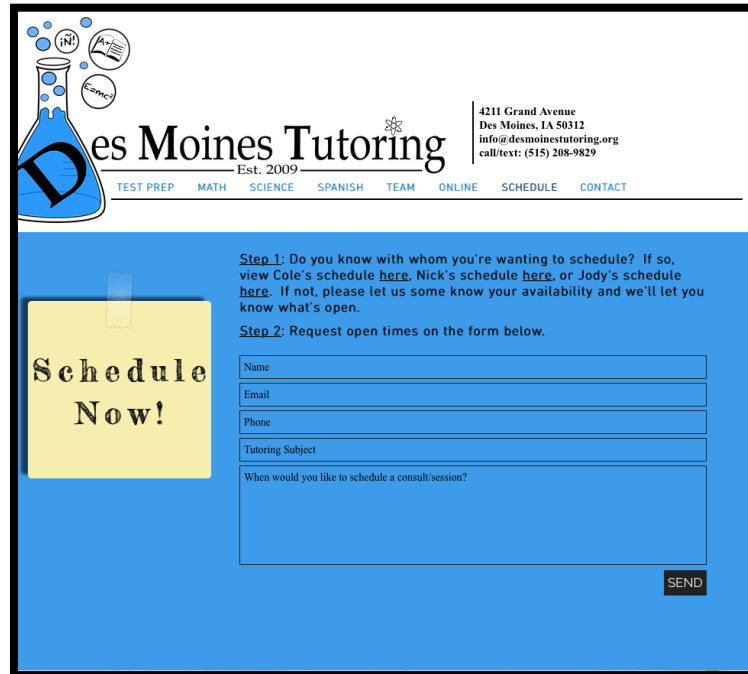 iÑ!
A+
E=mc²
Des Moines Tutoring
Est. 2009
4211 Grand Avenue
Des Moines, IA 50312
info@desmoinestutoring.org
call/text: (515) 208-9829
TEST PREP MATH SCIENCE SPANISH TEAM ONLINE SCHEDULE CONTACT
Schedule
Now!
Step 1: Do you know with whom you're wanting to schedule? If so,
view Cole's schedule here, Nick's schedule here, or Jody's schedule
here. If not, please let us some know your availability and we'll let you
know what's open.
Step 2: Request open times on the form below.
Name
Email
Phone
Tutoring Subject
When would you like to schedule a consult/session?
SEND